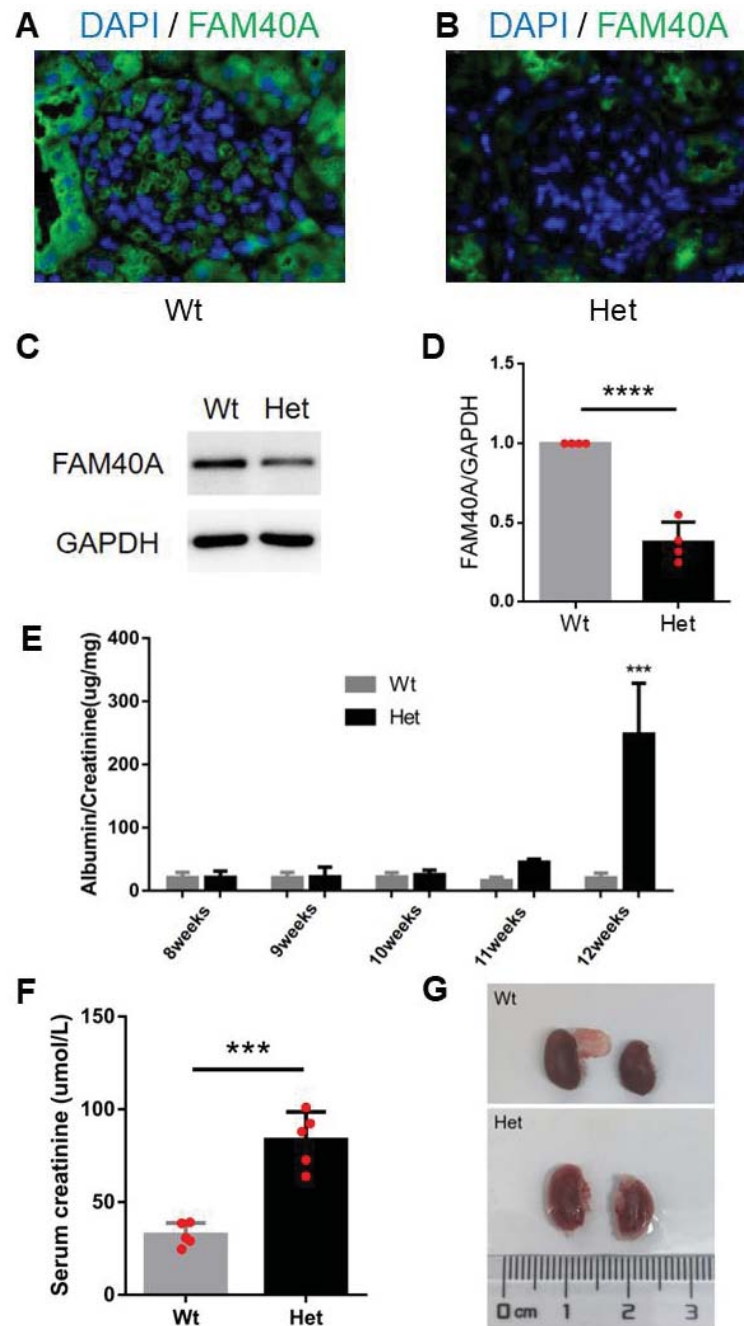 A DAPI / FAM40A
B DAPI / FAM40A
Wt
Het
C
Wt Het
FAM40A
GAPDH
D
FAM40A/GAPDH
1.5
1.0
0.5
0.0
****
Wt
Het
E
Albumin/Creatinine(ug/mg)
400
300
200
100
0
Wt
Het
***
8weeks
9weeks
10weeks
11weeks
12weeks
F
Serum creatinine (umol/L)
150
100
50
0
***
Wt
Het
G
Wt
Het
0 cm 1 2 3